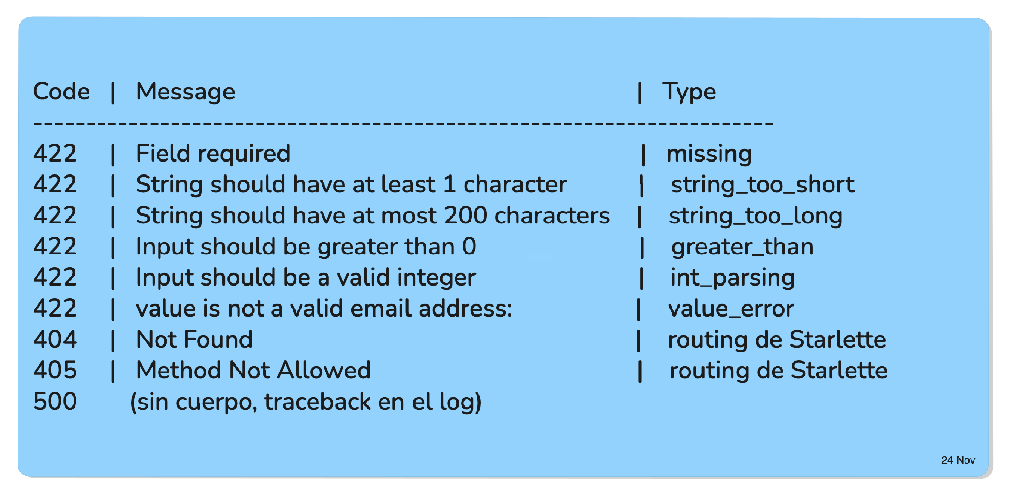 Code | Message | Type
----------------------------------------------------------------------
422 | Field required | missing
422 | String should have at least 1 character | string_too_short
422 | String should have at most 200 characters | string_too_long
422 | Input should be greater than 0 | greater_than
422 | Input should be a valid integer | int_parsing
422 | value is not a valid email address: | value_error
404 | Not Found | routing de Starlette
405 | Method Not Allowed | routing de Starlette
500 (sin cuerpo, traceback en el log)
24 Nov